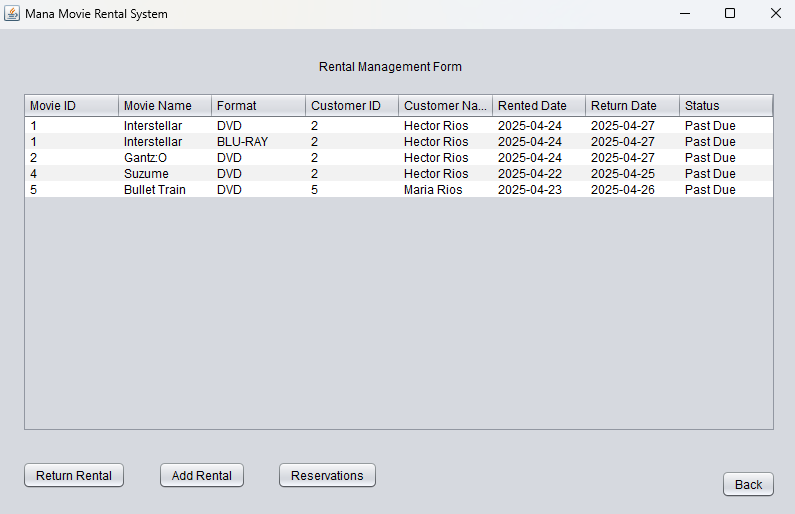 Mana Movie Rental System
Rental Management Form
Movie ID Movie Name Format Customer ID Customer Na... Rented Date Return Date Status
1 Interstellar DVD 2 Hector Rios 2025-04-24 2025-04-27 Past Due
1 Interstellar BLU-RAY 2 Hector Rios 2025-04-24 2025-04-27 Past Due
2 Gantz:O DVD 2 Hector Rios 2025-04-24 2025-04-27 Past Due
4 Suzume DVD 2 Hector Rios 2025-04-22 2025-04-25 Past Due
5 Bullet Train DVD 5 Maria Rios 2025-04-23 2025-04-26 Past Due
Return Rental Add Rental Reservations Back